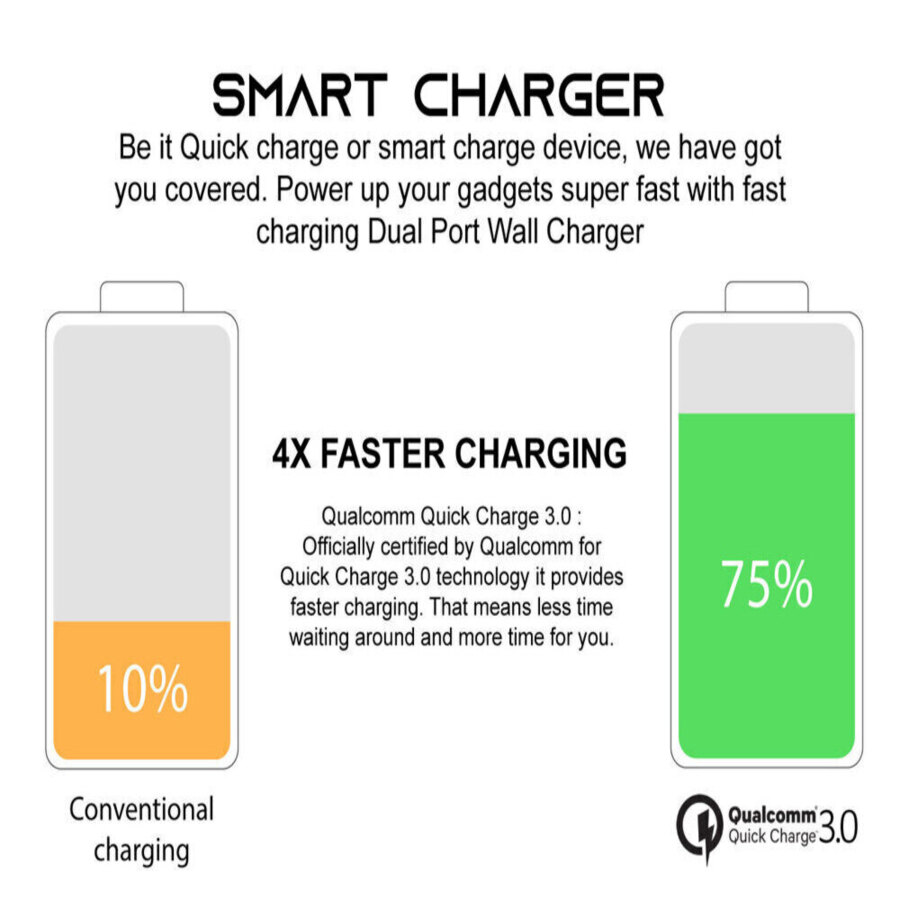 SMART CHARGER
Be it Quick charge or smart charge device, we have got
you covered. Power up your gadgets super fast with fast
charging Dual Port Wall Charger
4X FASTER CHARGING
Qualcomm Quick Charge 3.0 :
Officially certified by Qualcomm for
Quick Charge 3.0 technology it provides
faster charging. That means less time
waiting around and more time for you.
10%
75%
Conventional
charging
Qualcomm
Quick Charge 3.0